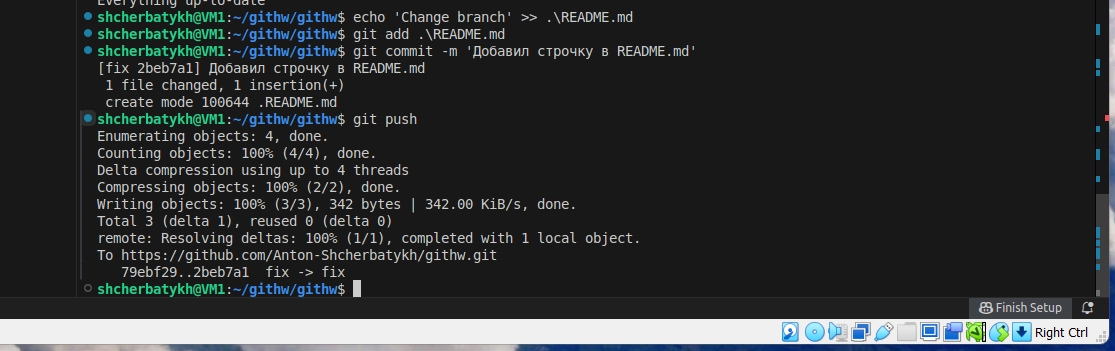 Everything up-to-date
shcherbatykh@VM1:~/githw/githw$ echo 'Change branch' >> .\README.md
shcherbatykh@VM1:~/githw/githw$ git add .\README.md
shcherbatykh@VM1:~/githw/githw$ git commit -m 'Добавил строчку в README.md'
[fix 2beb7a1] Добавил строчку в README.md
 1 file changed, 1 insertion(+)
 create mode 100644 .README.md
shcherbatykh@VM1:~/githw/githw$ git push
Enumerating objects: 4, done.
Counting objects: 100% (4/4), done.
Delta compression using up to 4 threads
Compressing objects: 100% (2/2), done.
Writing objects: 100% (3/3), 342 bytes | 342.00 KiB/s, done.
Total 3 (delta 1), reused 0 (delta 0)
remote: Resolving deltas: 100% (1/1), completed with 1 local object.
To https://github.com/Anton-Shcherbatykh/githw.git
   79ebf29..2beb7a1  fix -> fix
shcherbatykh@VM1:~/githw/githw$
Finish Setup
Right Ctrl